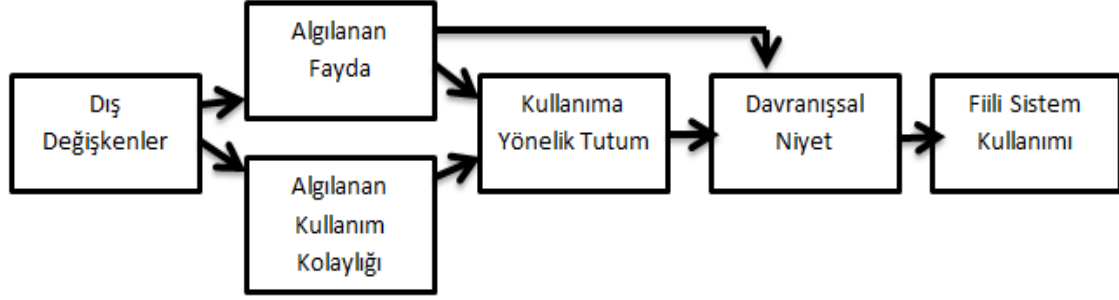 Dış
Değişkenler
Algılanan
Fayda
Algılanan
Kullanım
Kolaylığı
Kullanıma
Yönelik Tutum
Davranışsal
Niyet
Fiili Sistem
Kullanımı